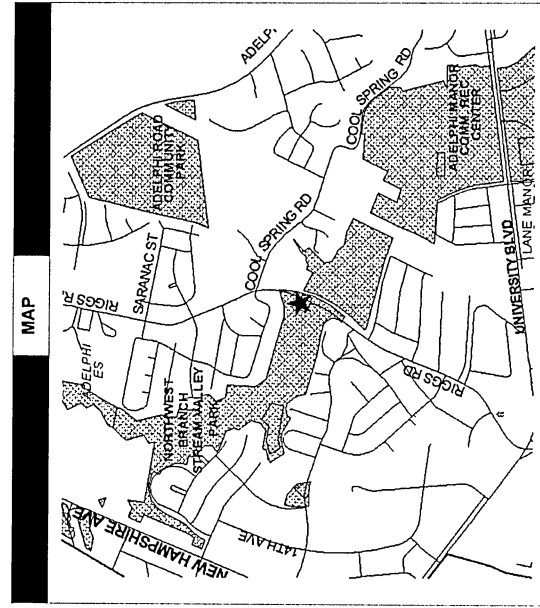 MAP
ADELPHI
COOL SPRING RD
ADELPHI ROAD
COMMUNITY
PARK
ADELPHI MANOR
COMM./REC.
CENTER
COOL SPRING RD
SARANAC ST
RIGGS R
ADELPHI
ES
LANE MANOR
UNIVERSITY BLVD
NORTHWEST
BRANCH
STREAM VALLEY
PARK
RIGGS RD
14TH AVE
NEW HAMPSHIRE AVE